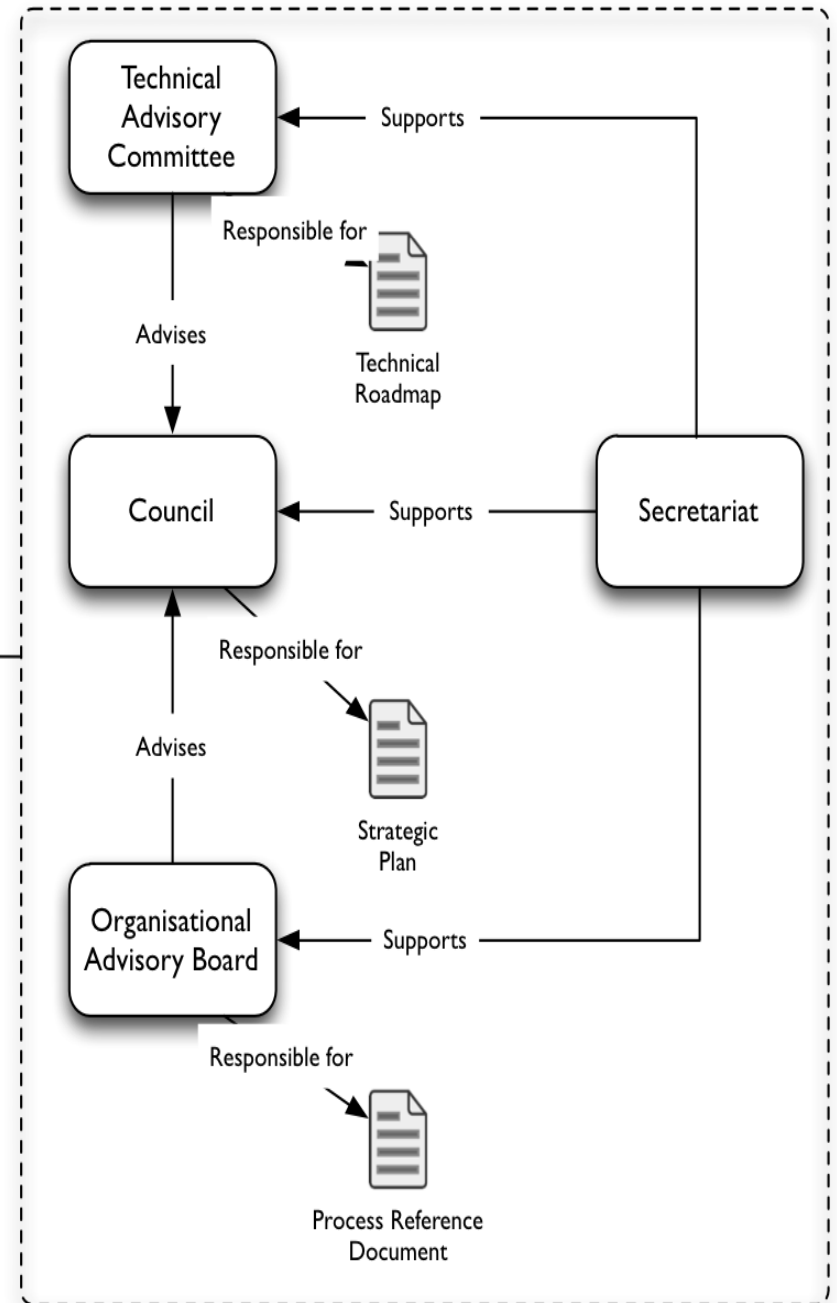 Technical
Advisory
Committee
Supports
Responsible for
Advises
Technical
Roadmap
Council
Supports
Secretariat
Responsible for
Advises
Strategic
Plan
Organisational
Advisory Board
Supports
Responsible for
Process Reference
Document